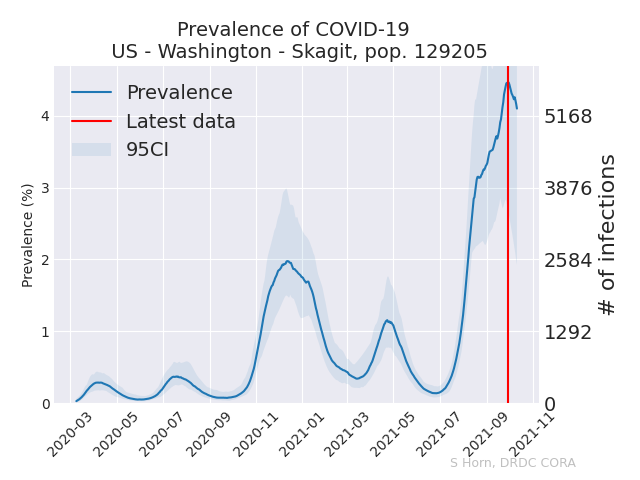 Prevalence of COVID-19
US - Washington - Skagit, pop. 129205
Prevalence
Latest data
95CI
Prevalence (%)
4
3
2
1
0
5168
3876
2584
1292
0
# of infections
2020-03
2020-05
2020-07
2020-09
2020-11
2021-01
2021-03
2021-05
2021-07
2021-09
2021-11
S Horn, DRDC CORA